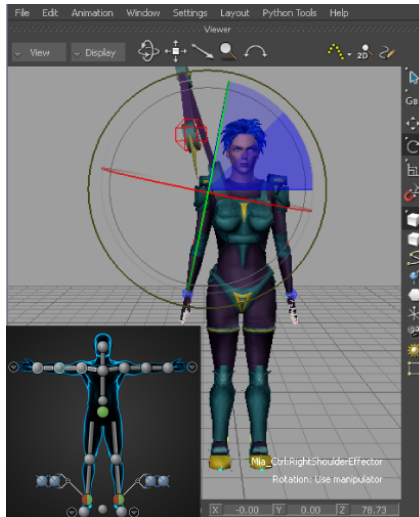 File Edit Animation Window Settings Layout Python Tools Help
Viewer
View Display 2D
Mia_Ctrl:RightShoulderEffector
Rotation: Use manipulator
X -0.00 Y 0.00 Z 78.73